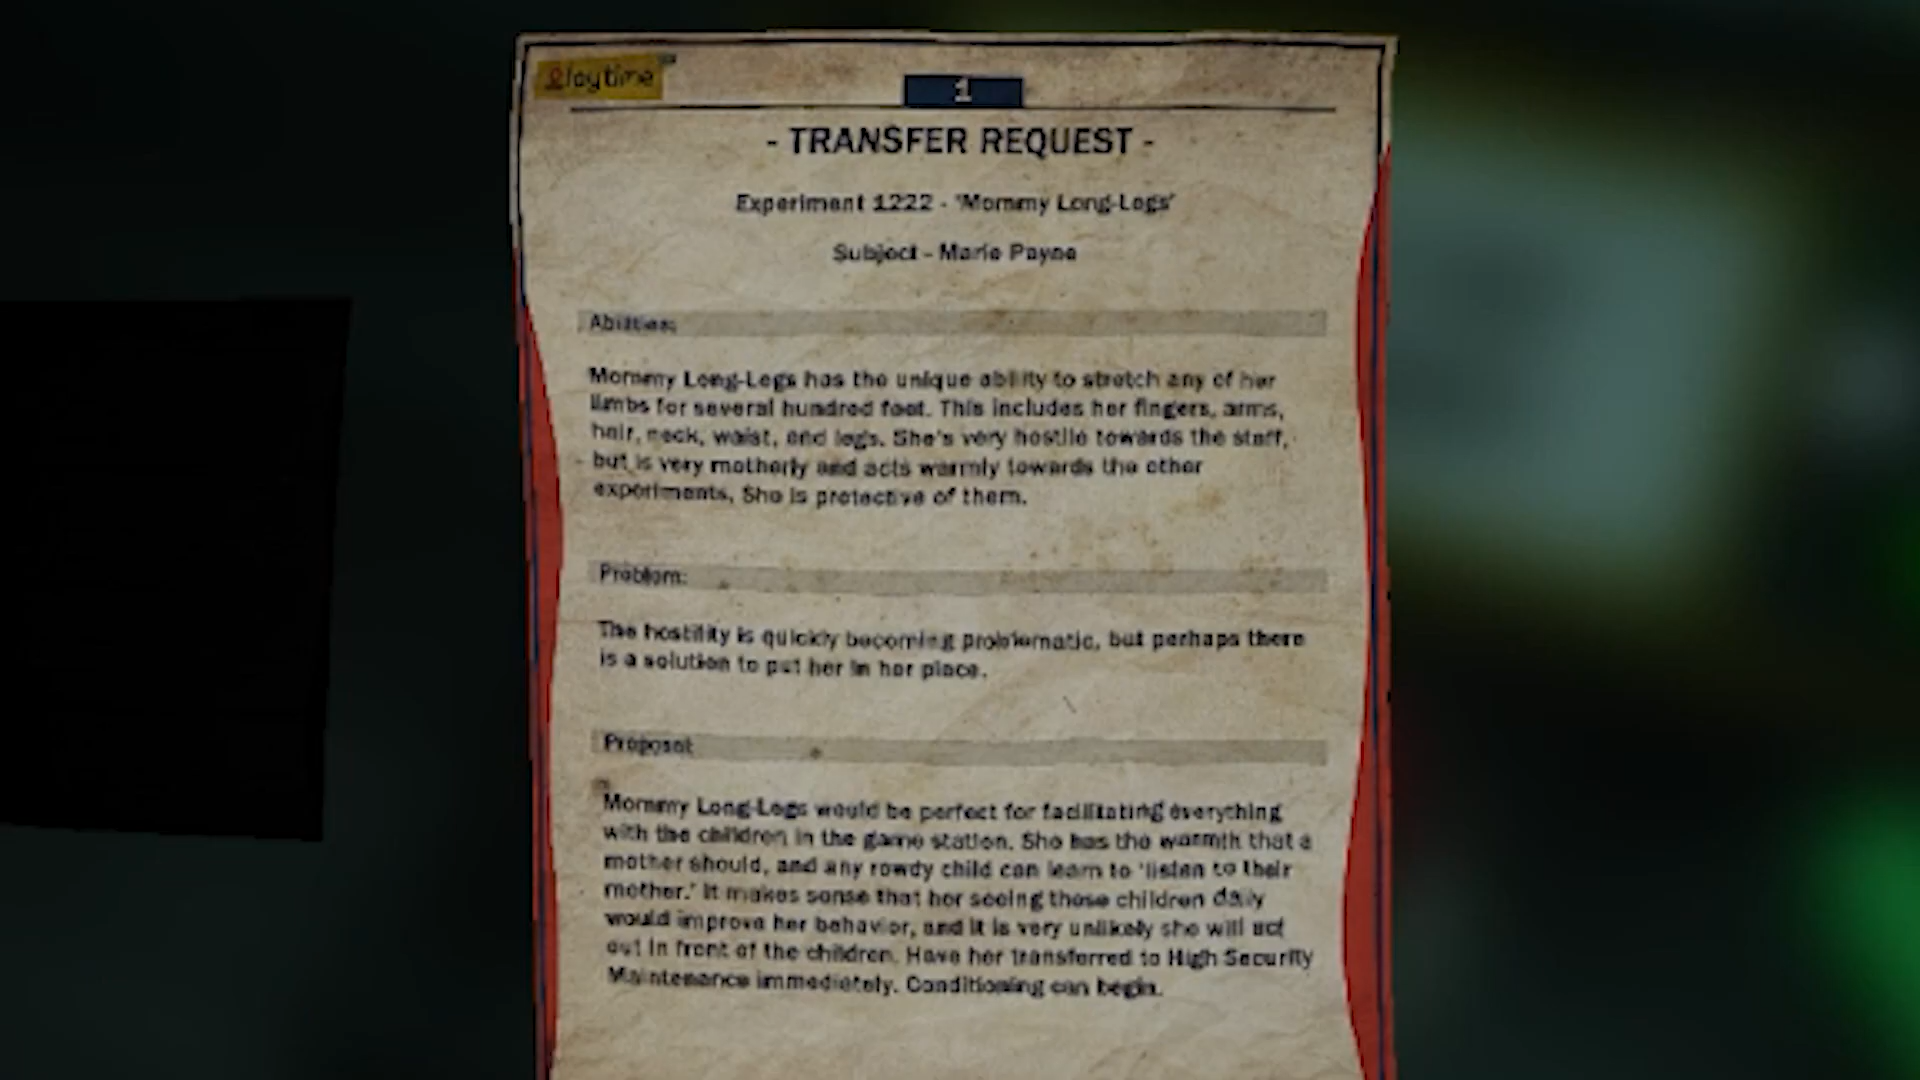 Playtime
1
- TRANSFER REQUEST -
Experiment 1222 - 'Mommy Long-Legs'
Subject - Marie Payne
Abilities:
Mommy Long-Legs has the unique ability to stretch any of her
limbs for several hundred feet. This includes her fingers, arms,
hair, neck, waist, and legs. She's very hostile towards the staff,
but is very motherly and acts warmly towards the other
experiments. She is protective of them.
Problem:
The hostility is quickly becoming problematic, but perhaps there
is a solution to put her in her place.
Proposal:
Mommy Long-Legs would be perfect for facilitating everything
with the children in the game station. She has the warmth that a
mother should, and any rowdy child can learn to 'listen to their
mother.' It makes sense that her seeing those children daily
would improve her behavior, and it is very unlikely she will act
out in front of the children. Have her transferred to High Security
Maintenance immediately. Conditioning can begin.